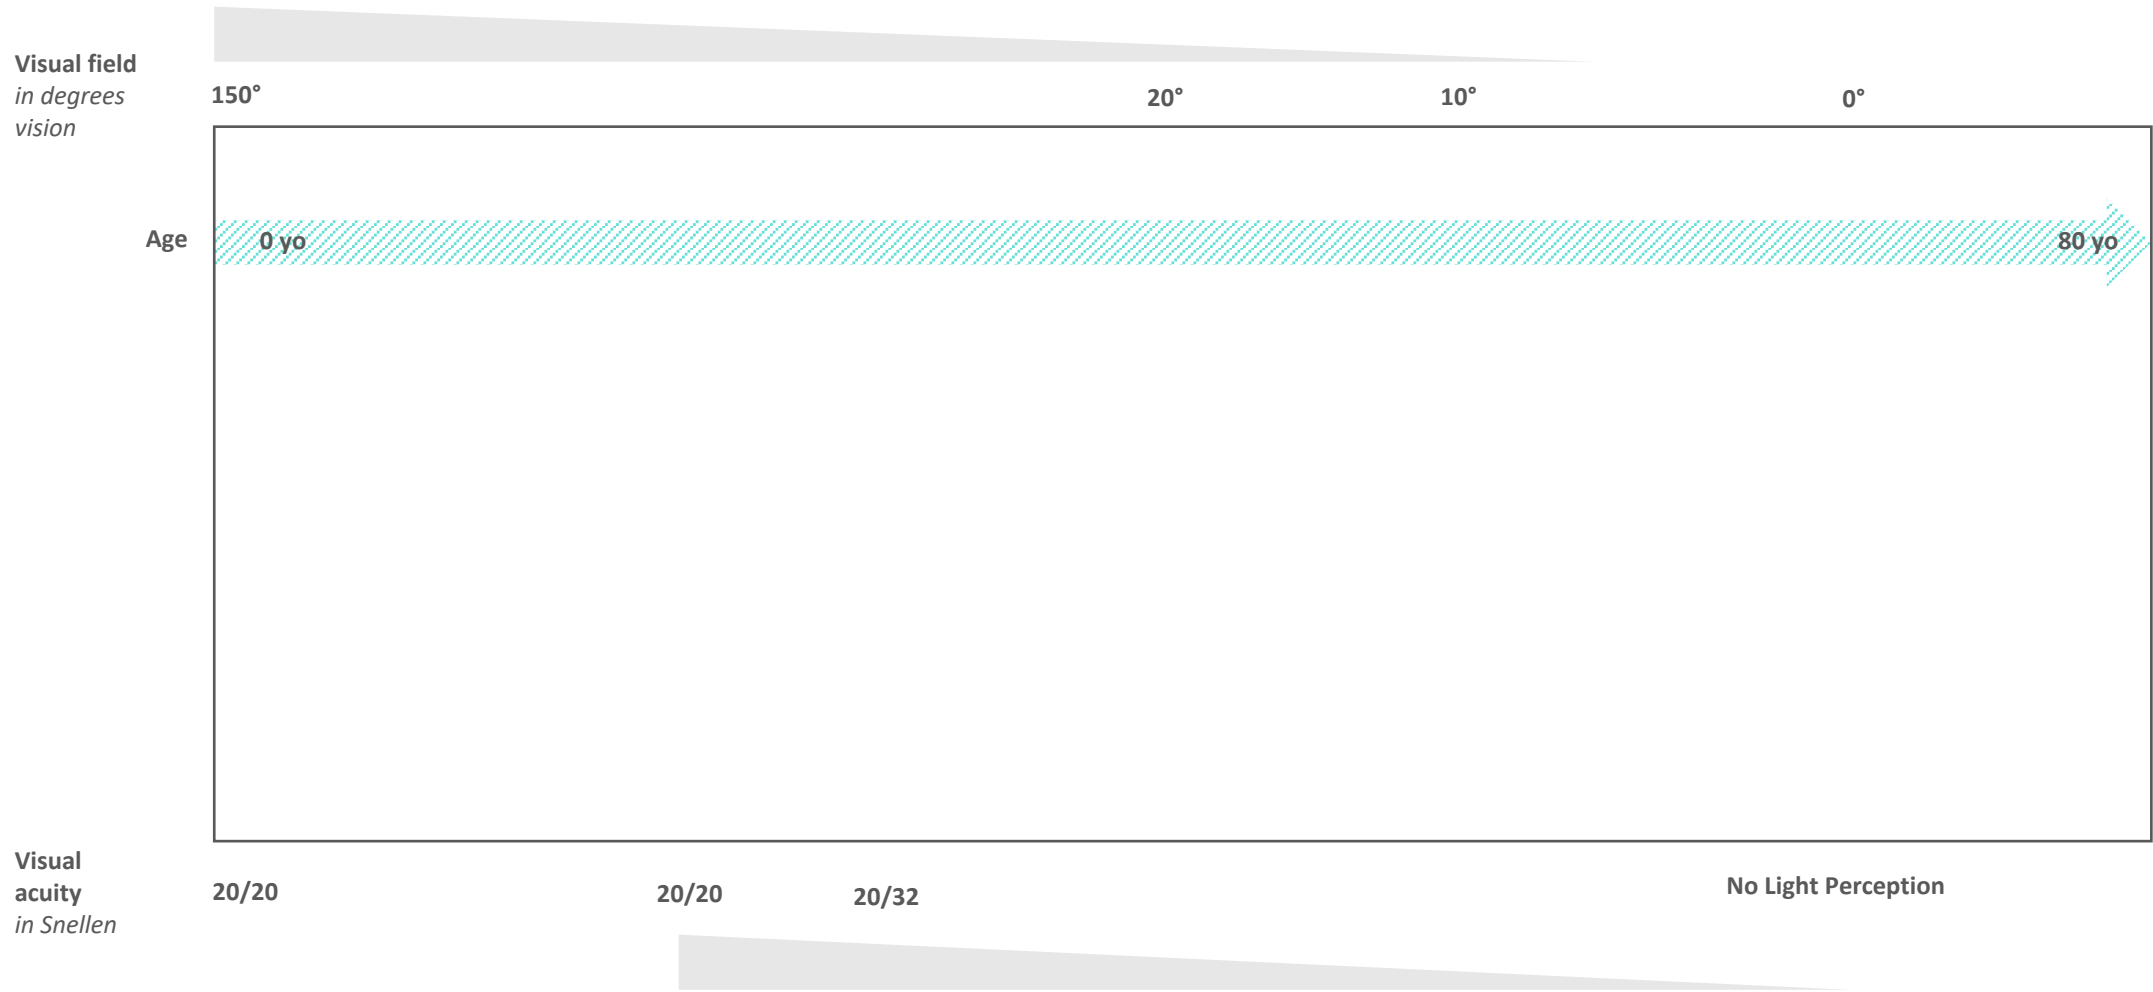 Visual field
in degrees
vision
150°
20°
10°
0°
Age
0 yo
80 yo
Visual
acuity
in Snellen
20/20
20/20
20/32
No Light Perception